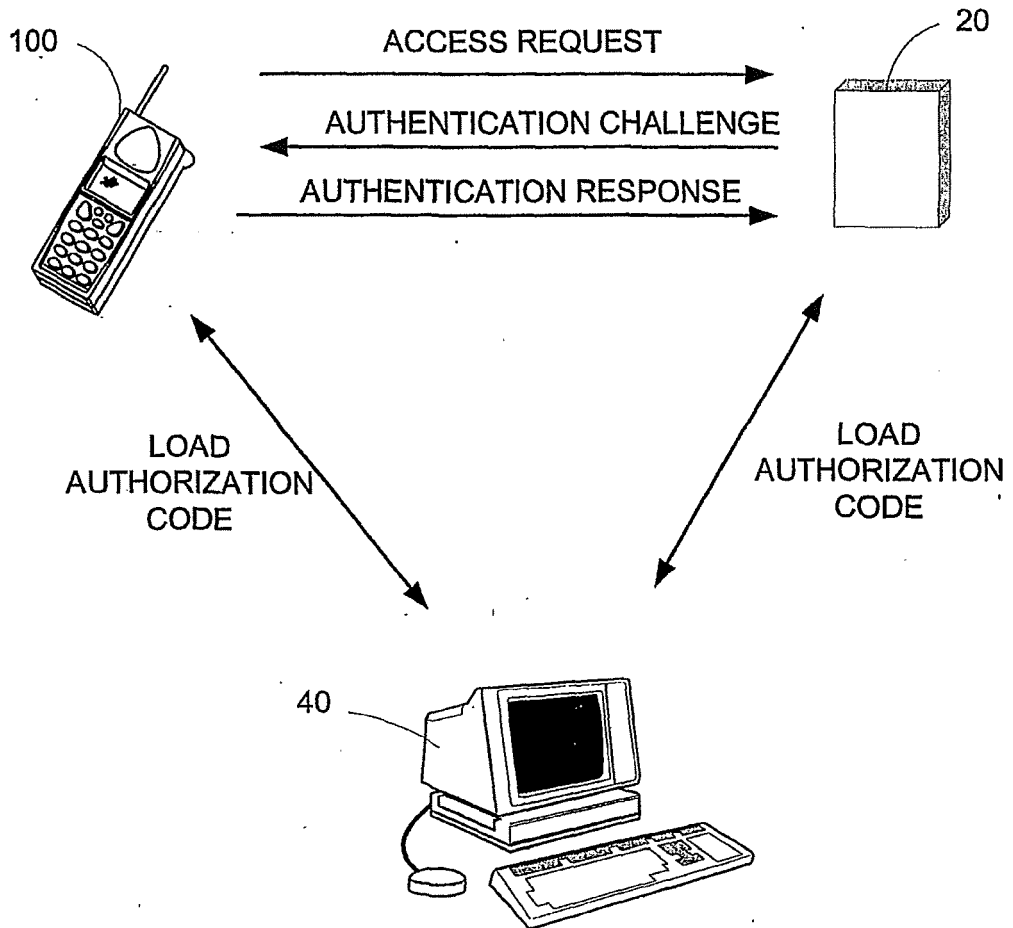 100
ACCESS REQUEST
20
AUTHENTICATION CHALLENGE
AUTHENTICATION RESPONSE
LOAD
AUTHORIZATION
CODE
LOAD
AUTHORIZATION
CODE
40